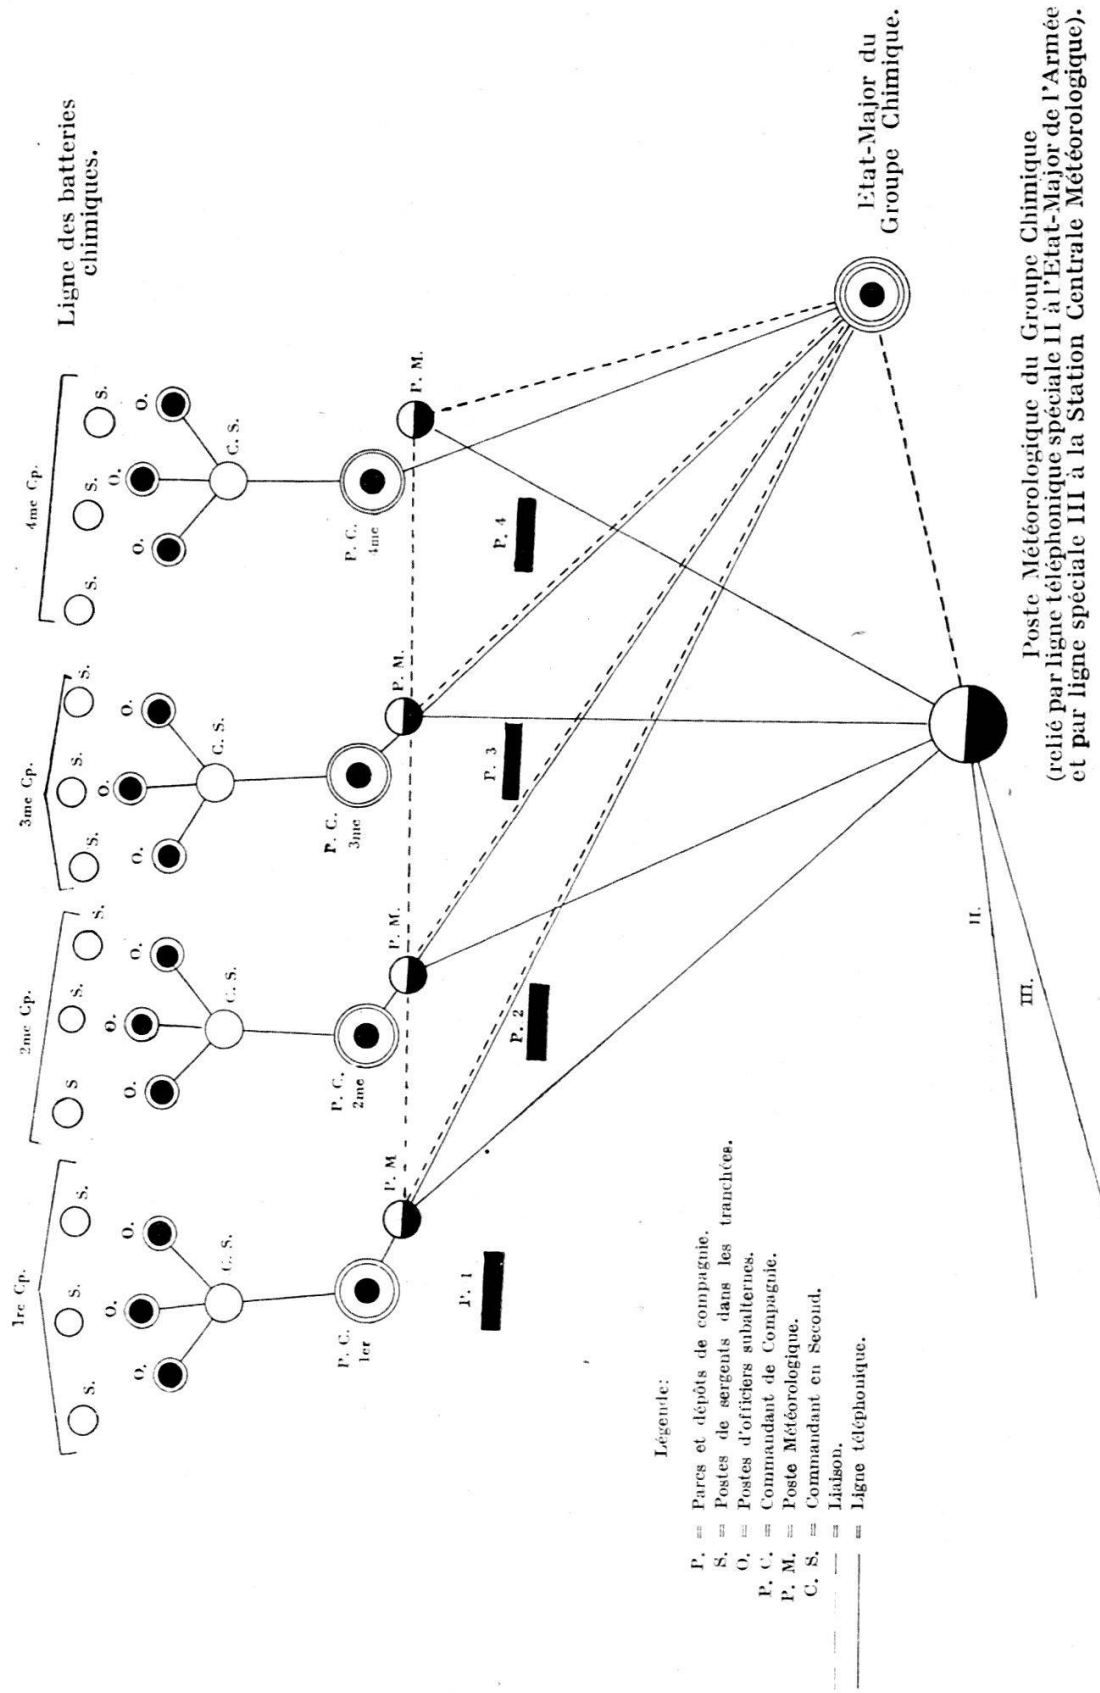 Ligne des batteries
chimiques.
1re Cp.
2me Cp.
3me Cp.
4me Cp.
S.
S.
S.
S
S.
S.
S.
S.
S.
S.
S.
S.
O.
O.
O.
O.
O.
O.
O.
O.
O.
O.
O.
O.
C. S.
C. S.
C. S.
C. S.
P. C.
1er
P. M
P. C.
2me
P. M.
P. C.
3me
P. M.
P. C.
4me
P. M.
P. 1
P. 2
P. 3
P. 4
Etat-Major du
Groupe Chimique.
II.
III.
Poste Météorologique du Groupe Chimique
(relié par ligne téléphonique spéciale II à l'Etat-Major de l'Armée
et par ligne spéciale III à la Station Centrale Météorologique).
Légende:
P. = Parcs et dépôts de compagnie.
S. = Postes de sergents dans les tranchées.
O. = Postes d'officiers subalternes.
P. C. = Commandant de Compagnie.
P. M. = Poste Météorologique.
C. S. = Commandant en Second.
= Liaison.
= Ligne téléphonique.